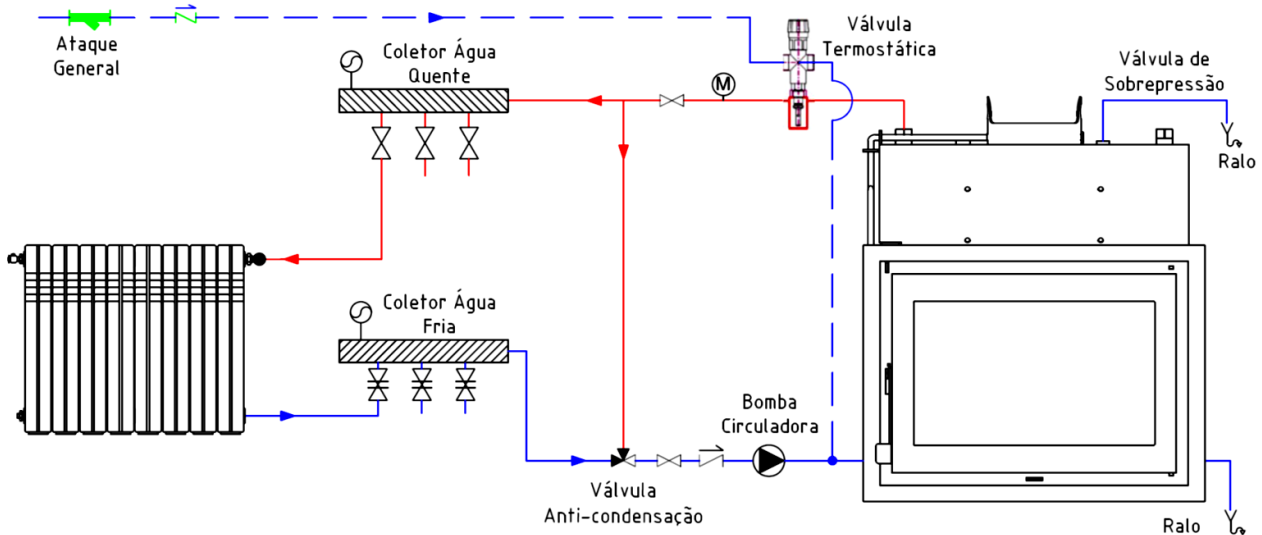 Ataque
General
Coletor Água
Quente
Válvula
Termostática
Válvula de
Sobrepressão
M
Ralo
Coletor Água
Fria
Bomba
Circuladora
Válvula
Anti-condensação
Ralo